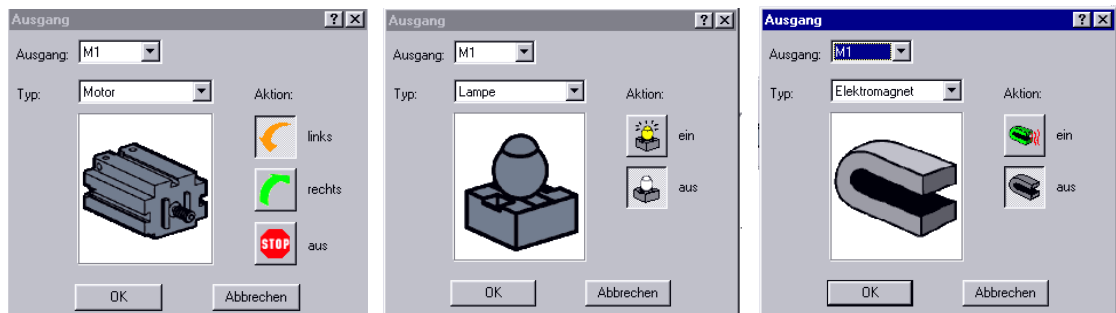 Ausgang
Ausgang: M1
Typ: Motor
Aktion:
links
rechts
STOP aus
OK Abbrechen
Ausgang
Ausgang: M1
Typ: Lampe
Aktion:
ein
aus
OK Abbrechen
Ausgang
Ausgang: M1
Typ: Elektromagnet
Aktion:
ein
aus
OK Abbrechen